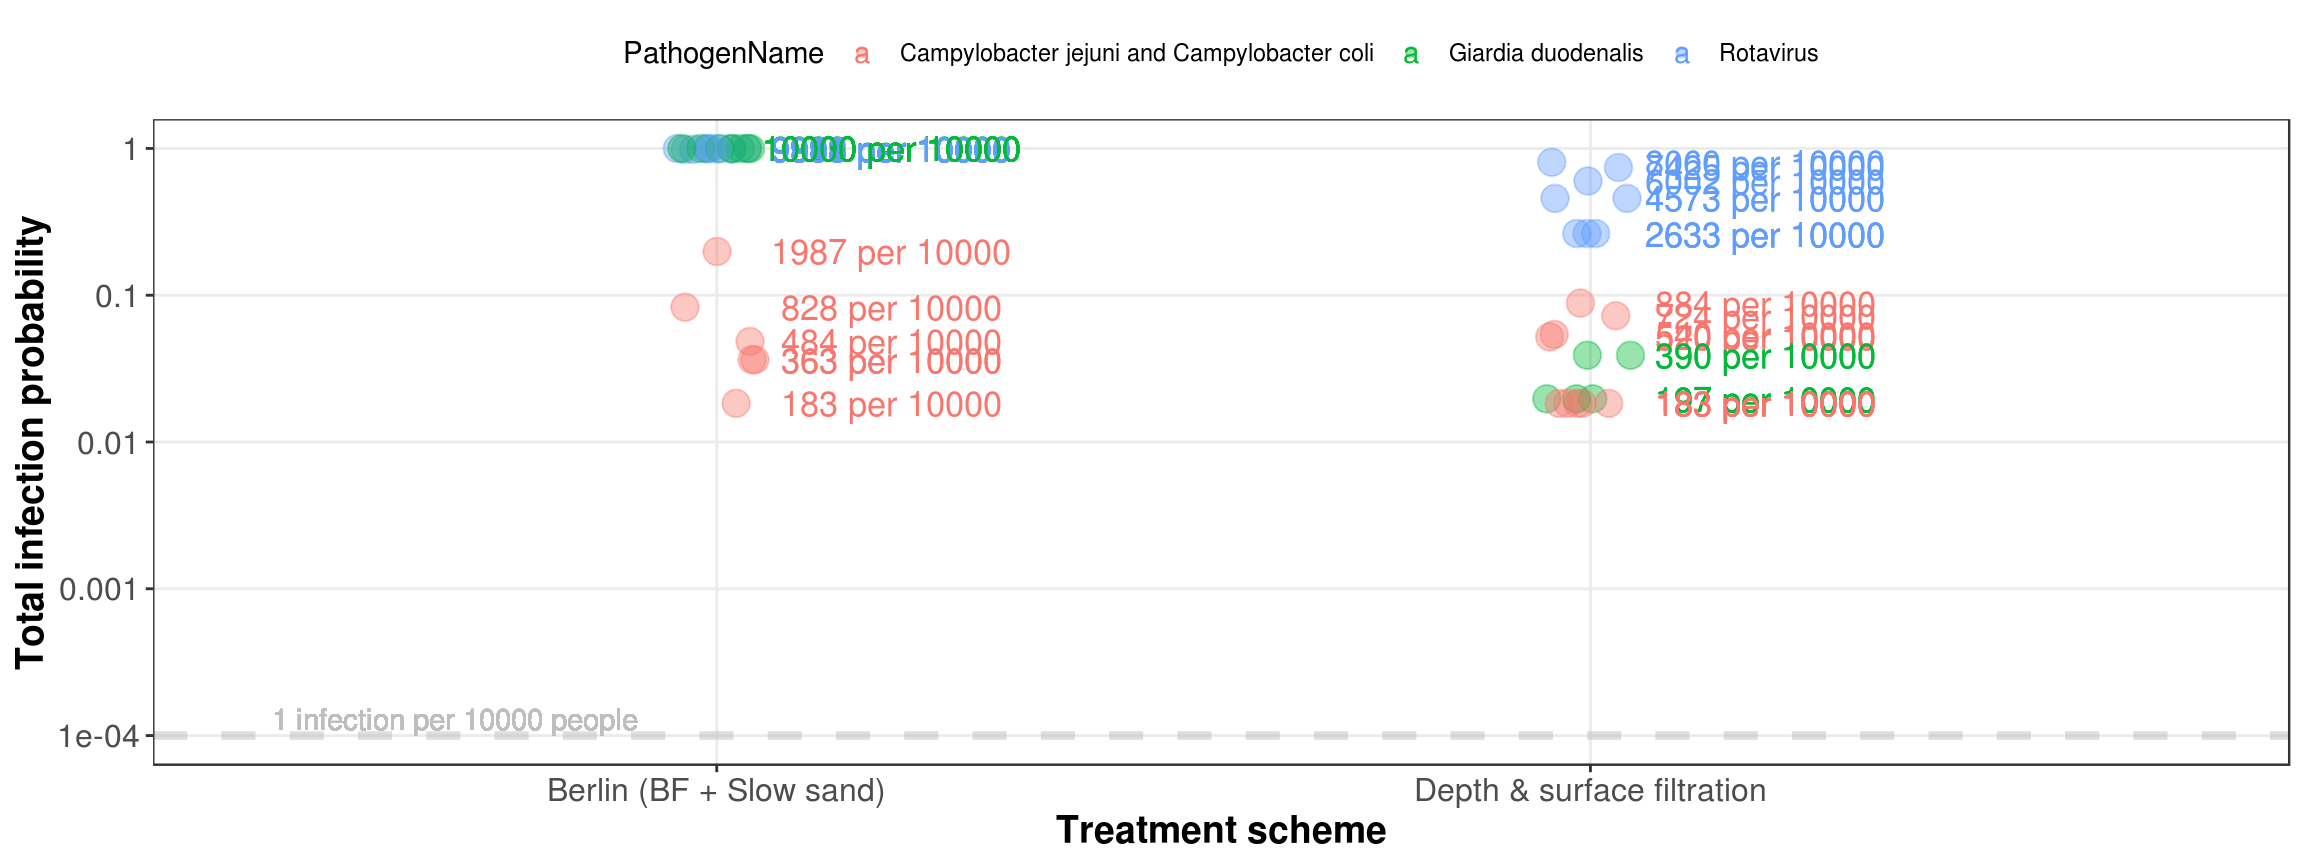 PathogenName a Campylobacter jejuni and Campylobacter coli a Giardia duodenalis a Rotavirus
Total infection probability
1
0.1
0.01
0.001
1e-04
10000 per 10000
1987 per 10000
828 per 10000
484 per 10000
363 per 10000
183 per 10000
8060 per 10000
7435 per 10000
6002 per 10000
4573 per 10000
2633 per 10000
884 per 10000
724 per 10000
540 per 10000
390 per 10000
197 per 10000
183 per 10000
1 infection per 10000 people
Berlin (BF + Slow sand)
Depth & surface filtration
Treatment scheme